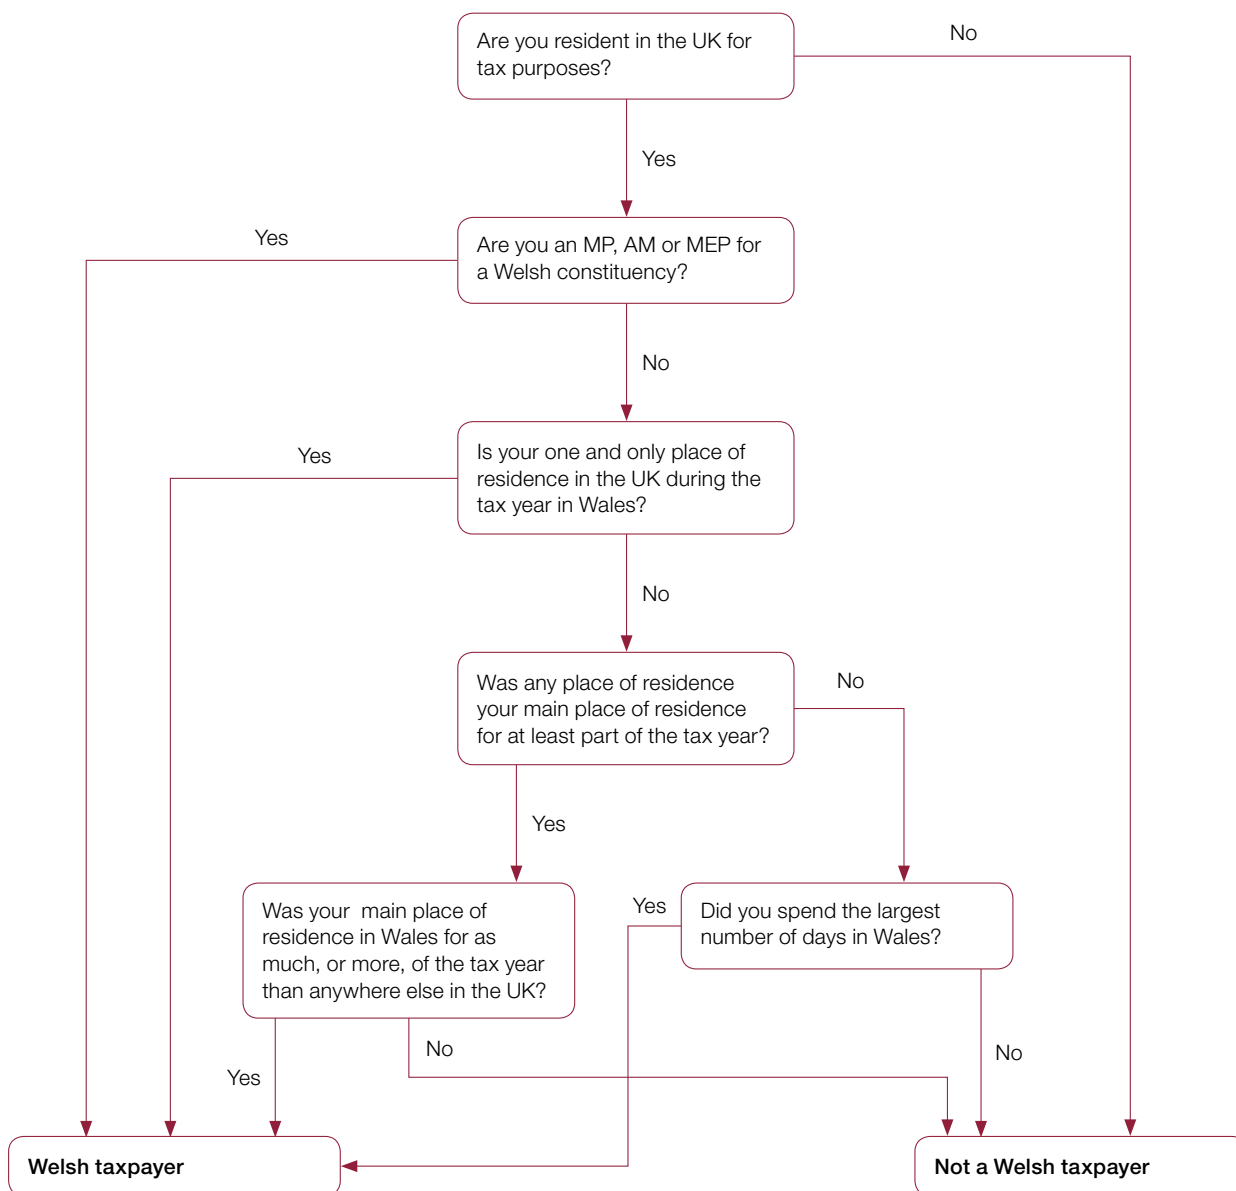 Are you resident in the UK for
tax purposes?
No
Yes
Are you an MP, AM or MEP for
a Welsh constituency?
Yes
No
Is your one and only place of
residence in the UK during the
tax year in Wales?
Yes
No
Was any place of residence
your main place of residence
for at least part of the tax year?
No
Yes
Was your main place of
residence in Wales for as
much, or more, of the tax year
than anywhere else in the UK?
Yes
Did you spend the largest
number of days in Wales?
No
No
Yes
Welsh taxpayer
Not a Welsh taxpayer